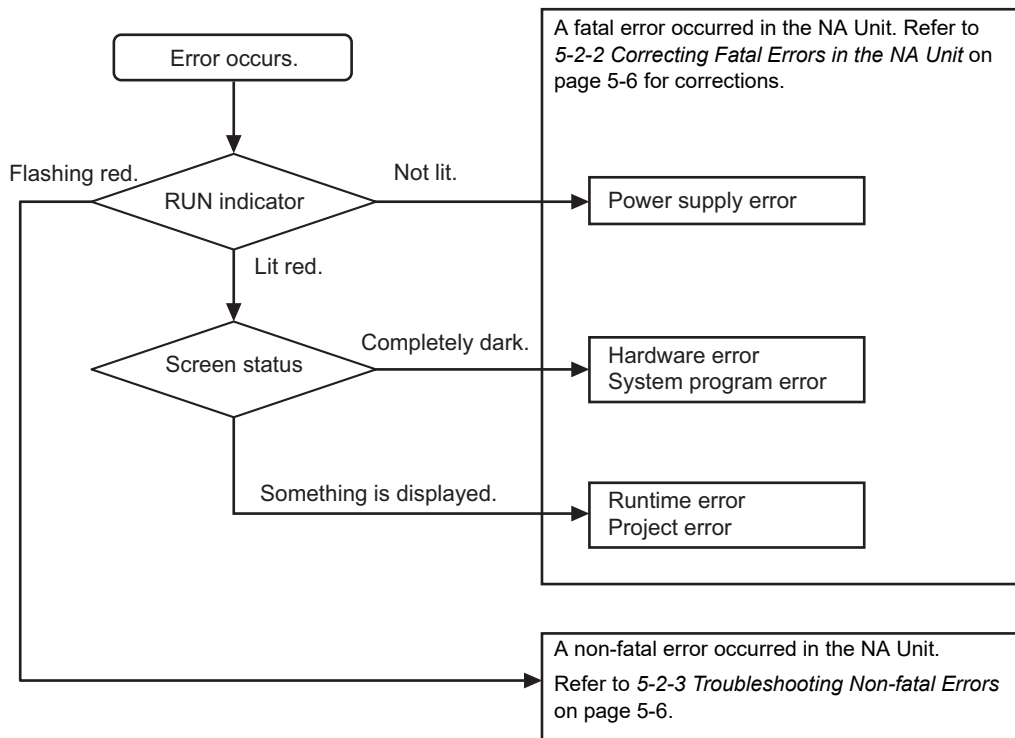 A fatal error occurred in the NA Unit. Refer to
5-2-2 Correcting Fatal Errors in the NA Unit on
page 5-6 for corrections.
Error occurs.
Flashing red.
Not lit.
RUN indicator
Power supply error
Lit red.
Completely dark.
Screen status
Hardware error
System program error
Something is displayed.
Runtime error
Project error
A non-fatal error occurred in the NA Unit.
Refer to 5-2-3 Troubleshooting Non-fatal Errors
on page 5-6.